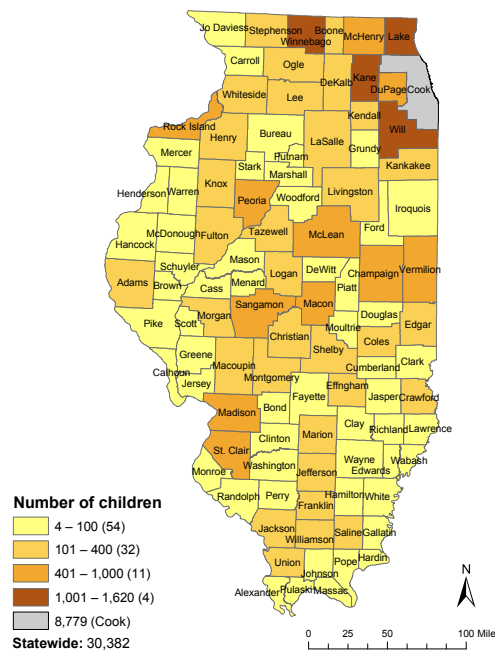 Jo Daviess
Stephenson
Winnebago
Boone
McHenry
Lake
Carroll
Ogle
DeKalb
Kane
DuPage
Cook
Whiteside
Lee
Kendall
Will
Rock Island
Henry
Bureau
LaSalle
Grundy
Mercer
Putnam
Kankakee
Stark
Marshall
Henderson
Warren
Knox
Peoria
Woodford
Livingston
Iroquois
McDonough
Fulton
Tazewell
McLean
Ford
Hancock
Schuyler
Mason
Logan
DeWitt
Champaign
Vermilion
Adams
Brown
Cass
Menard
Piatt
Sangamon
Macon
Pike
Scott
Morgan
Christian
Moultrie
Douglas
Edgar
Coles
Greene
Macoupin
Shelby
Cumberland
Clark
Calhoun
Jersey
Montgomery
Effingham
Fayette
Jasper
Crawford
Madison
Bond
Clay
Richland
Lawrence
St. Clair
Clinton
Marion
Wayne
Wabash
Monroe
Washington
Edwards
Jefferson
Randolph
Perry
Hamilton
White
Franklin
Jackson
Williamson
Saline
Gallatin
Union
Johnson
Pope
Hardin
Alexander
Pulaski
Massac
Number of children
4 – 100 (54)
101 – 400 (32)
401 – 1,000 (11)
1,001 – 1,620 (4)
8,779 (Cook)
Statewide: 30,382
N
0 25 50 100 Mile